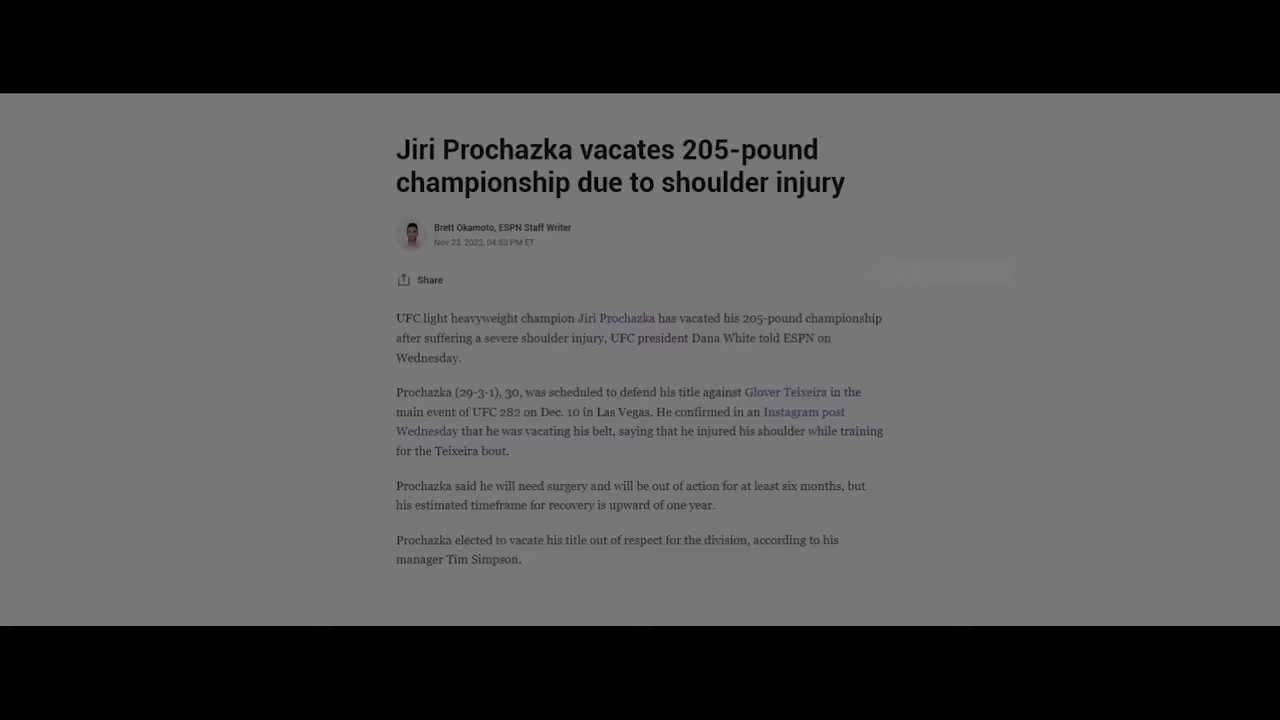 Jiri Prochazka vacates 205-pound
championship due to shoulder injury
Brett Okamoto, ESPN Staff Writer
Nov 23, 2022, 04:53 PM ET
Share
UFC light heavyweight champion Jiri Prochazka has vacated his 205-pound championship
after suffering a severe shoulder injury, UFC president Dana White told ESPN on
Wednesday.
Prochazka (29-3-1), 30, was scheduled to defend his title against Glover Teixeira in the
main event of UFC 282 on Dec. 10 in Las Vegas. He confirmed in an Instagram post
Wednesday that he was vacating his belt, saying that he injured his shoulder while training
for the Teixeira bout.
Prochazka said he will need surgery and will be out of action for at least six months, but
his estimated timeframe for recovery is upward of one year.
Prochazka elected to vacate his title out of respect for the division, according to his
manager Tim Simpson.